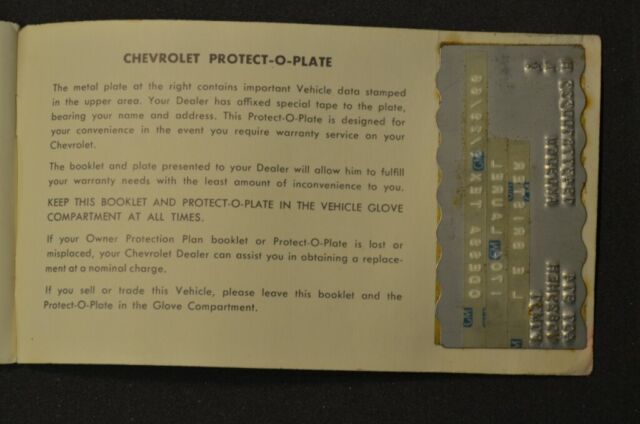 CHEVROLET PROTECT-O-PLATE
The metal plate at the right contains important Vehicle data stamped
in the upper area. Your Dealer has affixed special tape to the plate,
bearing your name and address. This Protect-O-Plate is designed for
your convenience in the event you require warranty service on your
Chevrolet.
The booklet and plate presented to your Dealer will allow him to fulfill
your warranty needs with the least amount of inconvenience to you.
KEEP THIS BOOKLET AND PROTECT-O-PLATE IN THE VEHICLE GLOVE
COMPARTMENT AT ALL TIMES.
If your Owner Protection Plan booklet or Protect-O-Plate is lost or
misplaced, your Chevrolet Dealer can assist you in obtaining a replace-
ment at a nominal charge.
If you sell or trade this Vehicle, please leave this booklet and the
Protect-O-Plate in the Glove Compartment.
L E
LAUREL
ODESSA